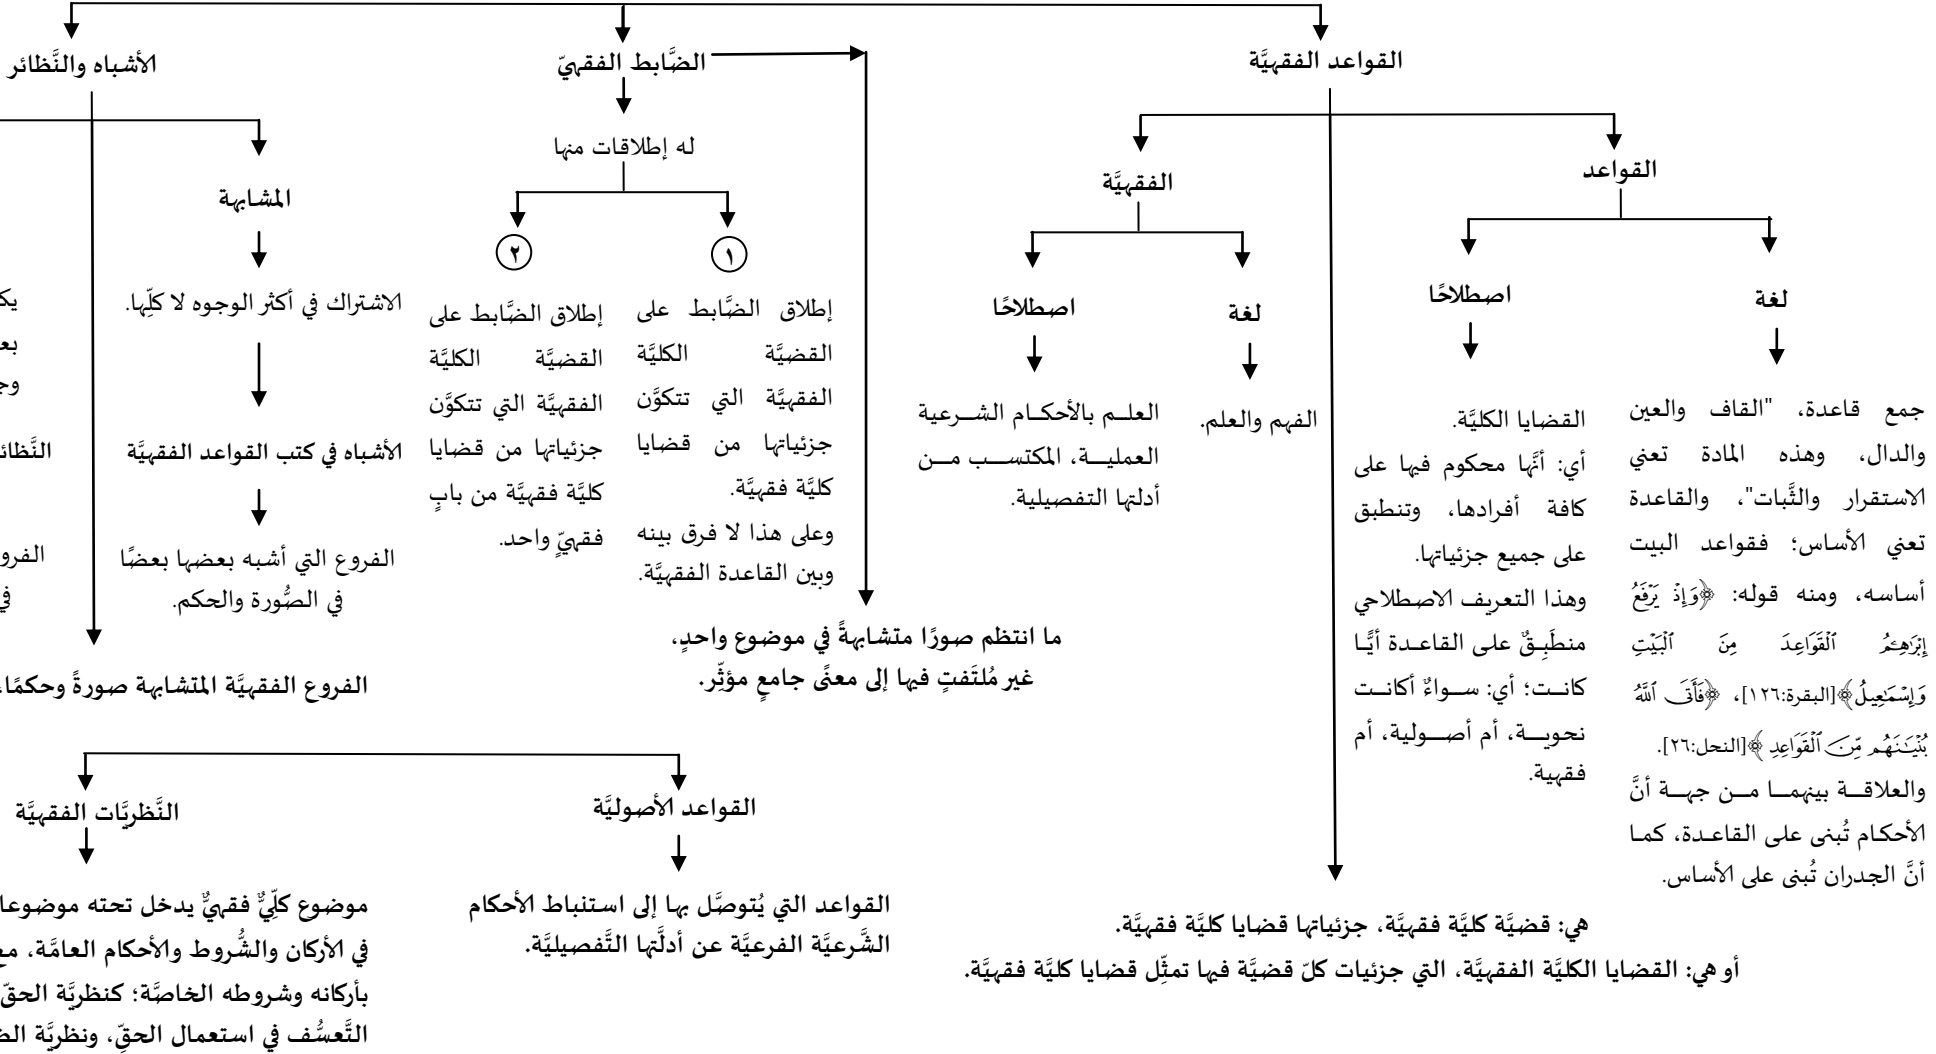 القواعد الفقهيَّة
القواعد
لغة
جمع قاعدة، "القاف والعين
والدال، وهذه المادة تعني
الاستقرار والثَّبات"، والقاعدة
تعني الأساس؛ فقواعد البيت
أساسه، ومنه قوله: ﴿وَإِذْ يَرْفَعُ
إِبْرَٰهِـۧمُ ٱلْقَوَاعِدَ مِنَ ٱلْبَيْتِ
وَإِسْمَٰعِيلُ﴾[البقرة:١٢٦]، ﴿فَأَتَى ٱللَّهُ
بُنْيَٰنَهُم مِّنَ ٱلْقَوَاعِدِ﴾[النحل:٢٦].
والعلاقة بينهما من جهة أنَّ
الأحكام تُبنى على القاعدة، كما
أنَّ الجدران تُبنى على الأساس.
اصطلاحًا
القضايا الكليَّة.
أي: أنَّها محكوم فيها على
كافة أفرادها، وتنطبق
على جميع جزئياتها.
وهذا التعريف الاصطلاحي
منطَبِقٌ على القاعدة أيًّا
كانت؛ أي: سواءٌ أكانت
نحوية، أم أصولية، أم
فقهية.
الفقهيَّة
لغة
الفهم والعلم.
اصطلاحًا
العلم بالأحكام الشرعية
العملية، المكتسب من
أدلتها التفصيلية.
هي: قضيَّة كليَّة فقهيَّة، جزئياتها قضايا كليَّة فقهيَّة.
أو هي: القضايا الكليَّة الفقهيَّة، التي جزئيات كلّ قضيَّة فيها تمثِّل قضايا كليَّة فقهيَّة.
الضَّابط الفقهيّ
له إطلاقات منها
١
إطلاق الضَّابط على
القضيَّة الكليَّة
الفقهيَّة التي تتكوَّن
جزئياتها من قضايا
كليَّة فقهيَّة.
وعلى هذا لا فرق بينه
وبين القاعدة الفقهيَّة.
٢
إطلاق الضَّابط على
القضيَّة الكليَّة
الفقهيَّة التي تتكوَّن
جزئياتها من قضايا
كليَّة فقهيَّة من بابٍ
فقهيّ واحد.
ما انتظم صورًا متشابهةً في موضوع واحدٍ،
غير مُلتَفتٍ فيها إلى معنًى جامعٍ مؤثِّر.
الأشباه والنَّظائر
المشابهة
الاشتراك في أكثر الوجوه لا كلِّها.
الأشباه في كتب القواعد الفقهيَّة
الفروع التي أشبه بعضها بعضًا
في الصُّورة والحكم.
في
الفروع الفقهيَّة المتشابهة صورةً وحكمًا،
القواعد الأصوليَّة
القواعد التي يُتوصَّل بها إلى استنباط الأحكام
الشَّرعيَّة الفرعيَّة عن أدلَّتها التَّفصيليَّة.
النَّظريَّات الفقهيَّة
موضوع كلِّيٌّ فقهيٌّ يدخل تحته
في الأركان والشُّروط والأحكام العامَّة،
بأركانه وشروطه الخاصَّة؛ كنظريَّة الحقّ
التَّعسُّف في استعمال الحقّ، ونظريَّة